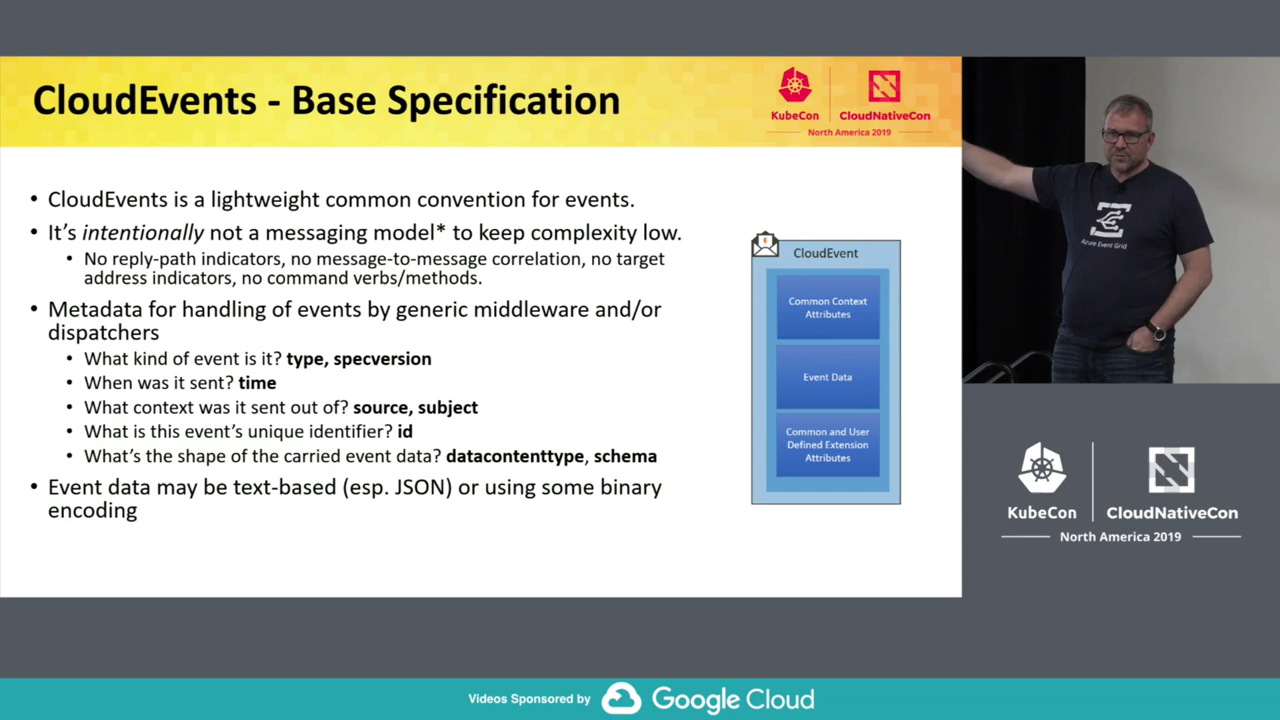 CloudEvents - Base Specification
KubeCon
CloudNativeCon
North America 2019
• CloudEvents is a lightweight common convention for events.
• It's intentionally not a messaging model* to keep complexity low.
• No reply-path indicators, no message-to-message correlation, no target
address indicators, no command verbs/methods.
• Metadata for handling of events by generic middleware and/or
dispatchers
• What kind of event is it? type, specversion
• When was it sent? time
• What context was it sent out of? source, subject
• What is this event's unique identifier? id
• What's the shape of the carried event data? datacontenttype, schema
• Event data may be text-based (esp. JSON) or using some binary
encoding
CloudEvent
Common Context
Attributes
Event Data
Common and User
Defined Extension
Attributes
Azure Event Grid
KubeCon
CloudNativeCon
North America 2019
Videos Sponsored by
Google Cloud